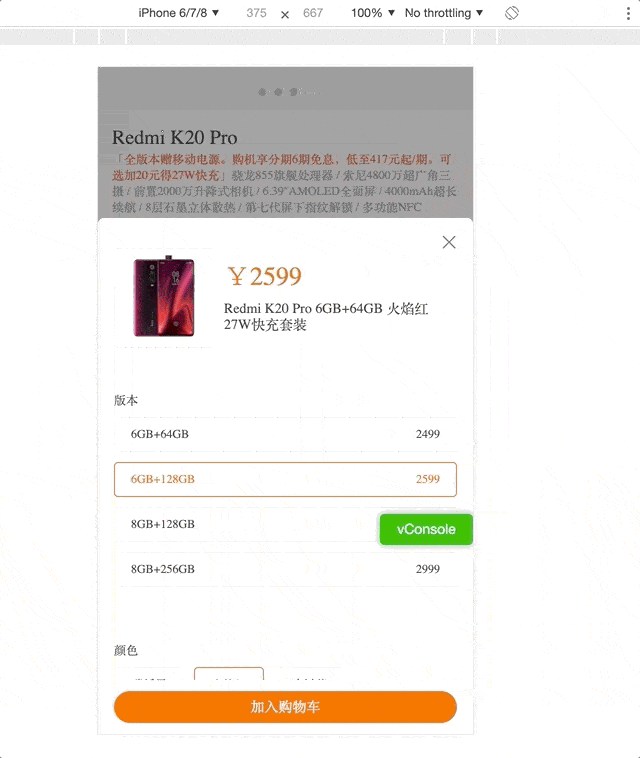 iPhone 6/7/8 ▼ 375 × 667 100% ▼ No throttling ▼
Redmi K20 Pro
「全版本赠移动电源。购机享分期6期免息，低至417元起/期。可
选加20元得27W快充」骁龙855旗舰处理器 / 索尼4800万超广角三
摄 / 前置2000万升降式相机 / 6.39"AMOLED全面屏 / 4000mAh超长
续航 / 8层石墨立体散热 / 第七代屏下指纹解锁 / 多功能NFC
￥2599
Redmi K20 Pro 6GB+64GB 火焰红
27W快充套装
版本
6GB+64GB 2499
6GB+128GB 2599
8GB+128GB
vConsole
8GB+256GB 2999
颜色
加入购物车